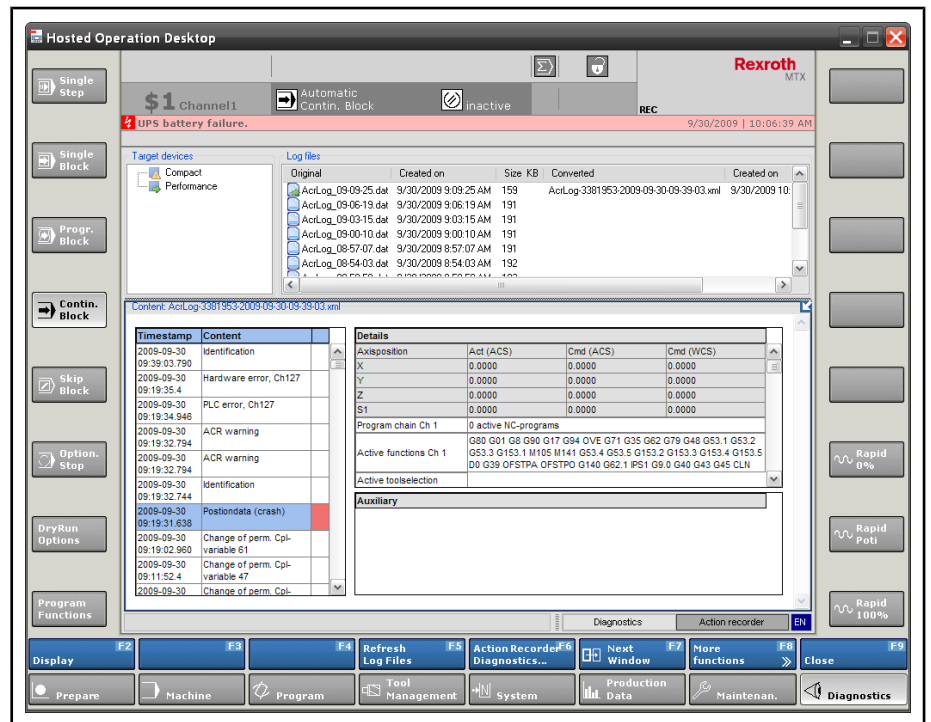 Hosted Operation Desktop
Single Step
Rexroth
MTX
$1 Channel1
Automatic
Contin. Block
inactive
REC
UPS battery failure.
9/30/2009 | 10:06:39 AM
Single Block
Target devices
Log files
Compact
Performance
Original Created on Size KB Converted Created on
AcrLog_09-09-25.dat 9/30/2009 9:09:25 AM 159 AcrLog-3381953-2009-09-30-09-39-03.xml 9/30/2009 10:
AcrLog_09-06-19.dat 9/30/2009 9:06:19 AM 191
AcrLog_09-03-15.dat 9/30/2009 9:03:15 AM 191
AcrLog_09-00-10.dat 9/30/2009 9:00:10 AM 191
AcrLog_08-57-07.dat 9/30/2009 8:57:07 AM 191
AcrLog_08-54-03.dat 9/30/2009 8:54:03 AM 192
Progr. Block
Contin. Block
Content: AcrLog-3381953-2009-09-30-09-39-03.xml
Timestamp Content
2009-09-30 Identification
09:39:03.790
2009-09-30 Hardware error, Ch127
09:19:35.4
2009-09-30 PLC error, Ch127
09:19:34.946
2009-09-30 ACR warning
09:19:32.794
2009-09-30 ACR warning
09:19:32.794
2009-09-30 Identification
09:19:32.744
2009-09-30 Postiondata (crash)
09:19:31.638
2009-09-30 Change of perm. Cpl-
09:19:02.960 variable 61
2009-09-30 Change of perm. Cpl-
09:11:52.4 variable 47
2009-09-30 Change of perm. Cpl-
Details
Axisposition Act (ACS) Cmd (ACS) Cmd (WCS)
X 0.0000 0.0000 0.0000
Y 0.0000 0.0000 0.0000
Z 0.0000 0.0000 0.0000
S1 0.0000 0.0000 0.0000
Program chain Ch 1 0 active NC-programs
Active functions Ch 1
G80 G01 G8 G90 G17 G94 OVE G71 G35 G62 G79 G48 G53.1 G53.2
G53.3 G153.1 M105 M141 G53.4 G53.5 G153.2 G153.3 G153.4 G153.5
D0 G39 OFSTPA OFSTPO G140 G62.1 IPS1 G9.0 G40 G43 G45 CLN
Active toolselection
Auxiliary
Skip Block
Option. Stop
DryRun Options
Program Functions
Rapid 0%
Rapid Poti
Rapid 100%
Diagnostics
Action recorder
EN
Display F2
F3
F4
Refresh Log Files F5
Action Recorder Diagnostics... F6
Next Window F7
More functions F8
Close F9
Prepare
Machine
Program
Tool Management
System
Production Data
Maintenan.
Diagnostics